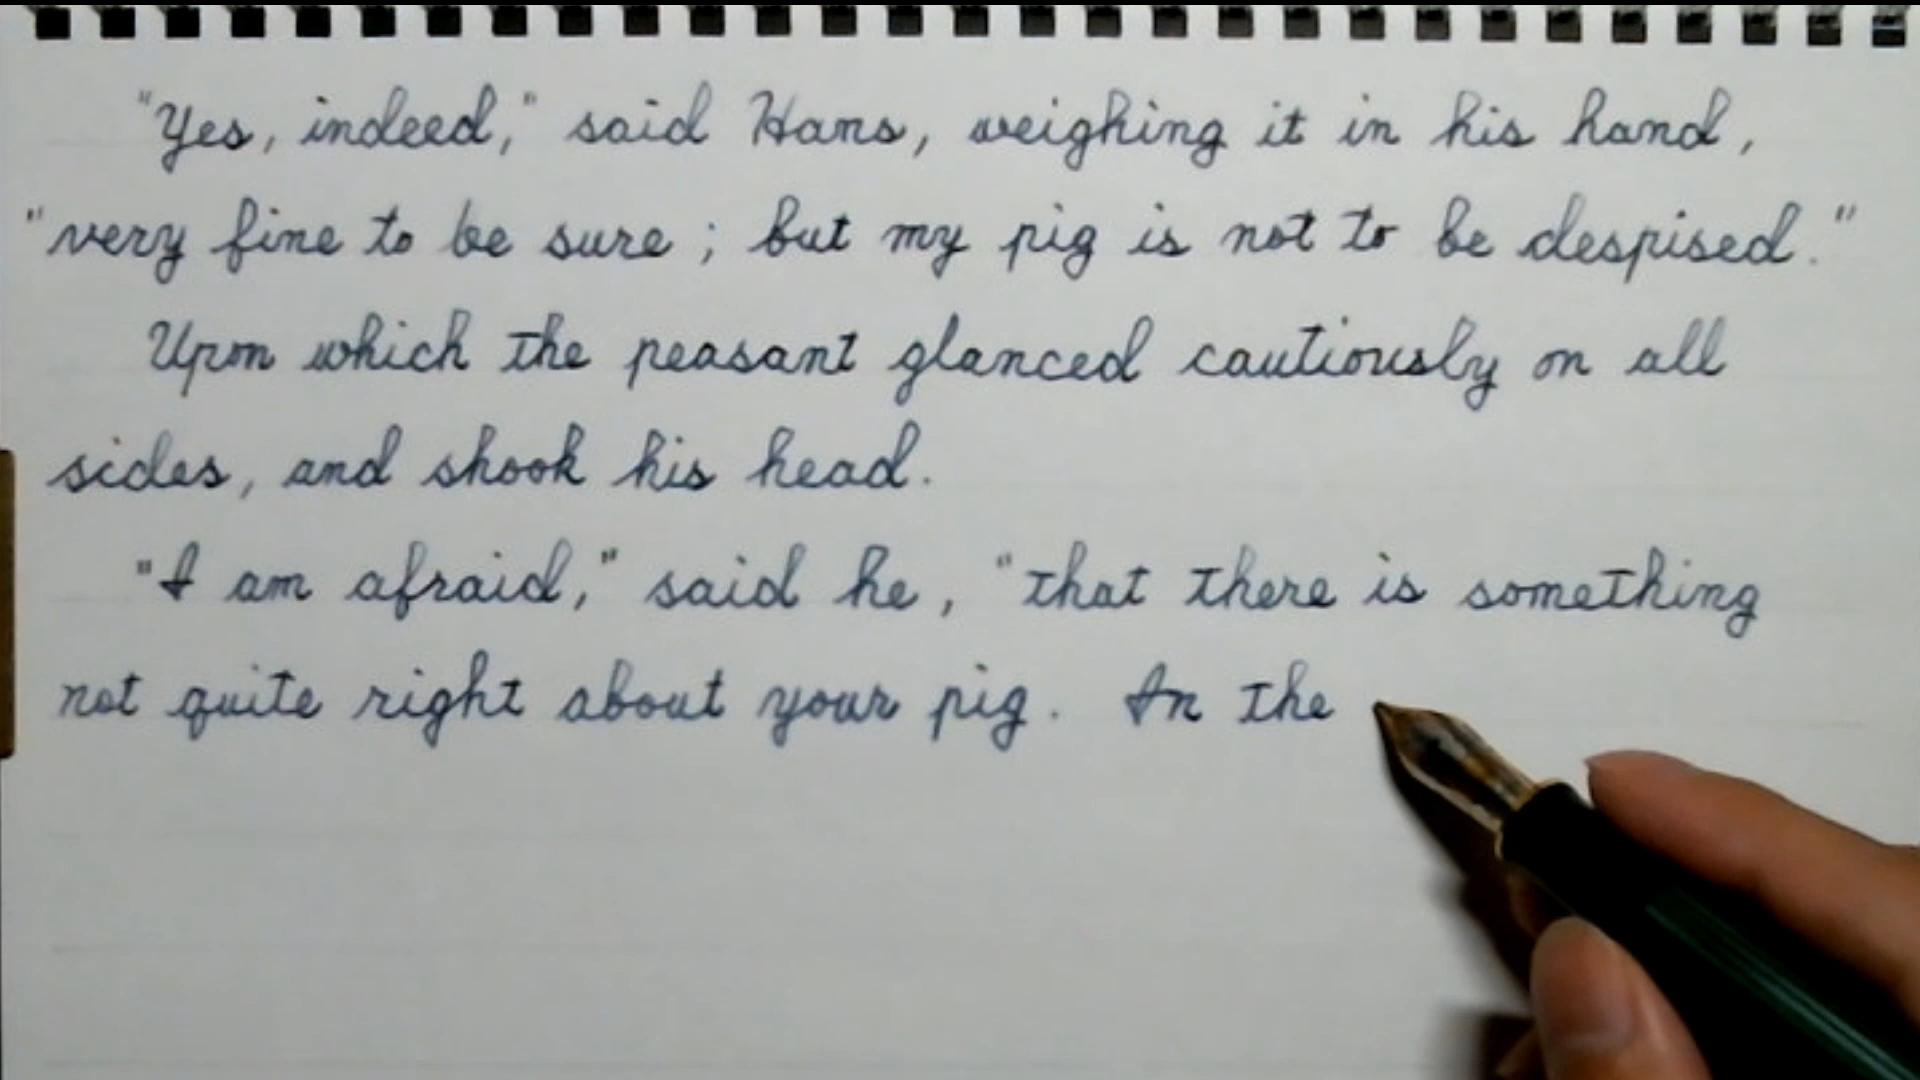 "Yes, indeed," said Hans, weighing it in his hand,
"very fine to be sure; but my pig is not to be despised."
Upon which the peasant glanced cautiously on all
sides, and shook his head.
"I am afraid," said he, "that there is something
not quite right about your pig. In the